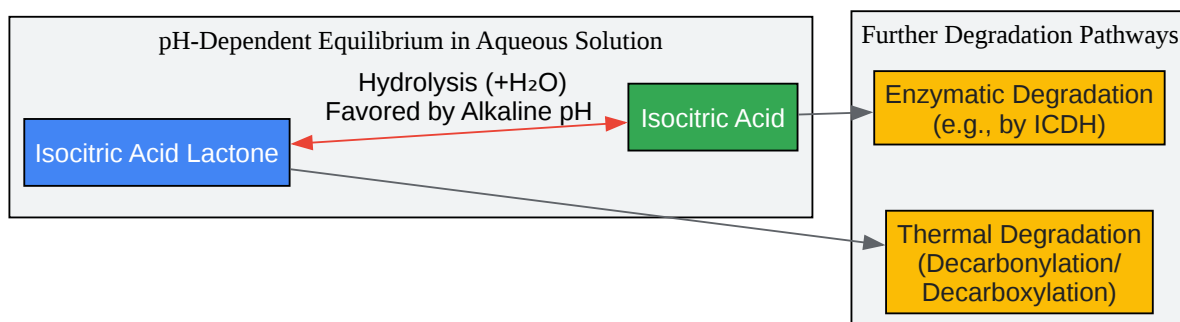 pH-Dependent Equilibrium in Aqueous Solution
Hydrolysis (+H₂O)
Favored by Alkaline pH
Isocitric Acid Lactone
Isocitric Acid
Further Degradation Pathways
Enzymatic Degradation
(e.g., by ICDH)
Thermal Degradation
(Decarbonylation/
Decarboxylation)